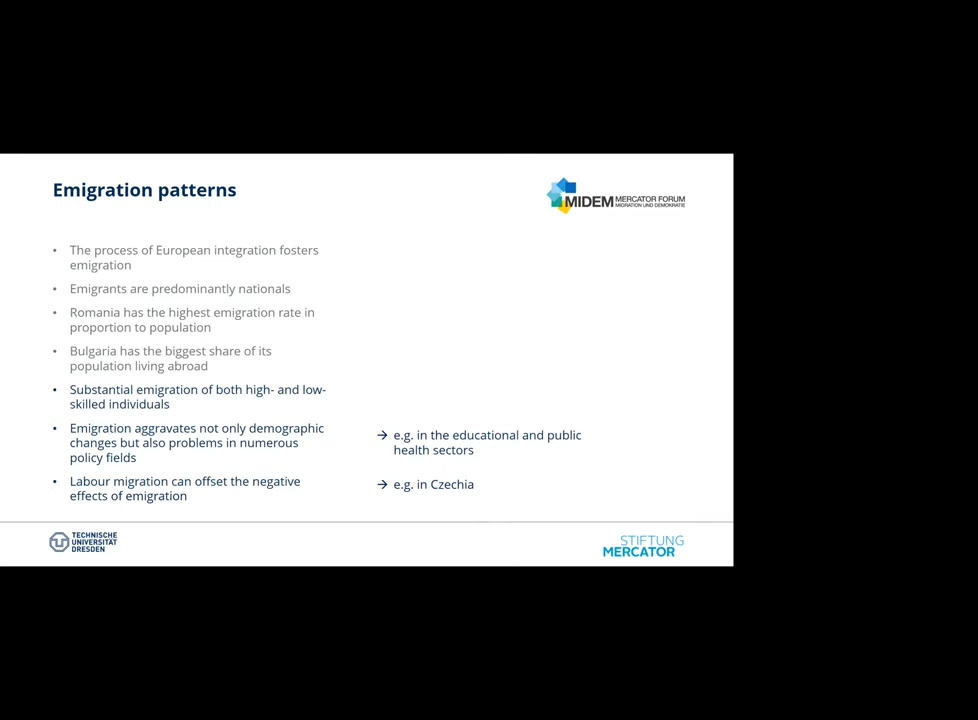 Emigration patterns
MIDEM MERCATOR FORUM
MIGRATION UND DEMOKRATIE
• The process of European integration fosters
emigration
• Emigrants are predominantly nationals
• Romania has the highest emigration rate in
proportion to population
• Bulgaria has the biggest share of its
population living abroad
• Substantial emigration of both high- and low-
skilled individuals
• Emigration aggravates not only demographic
changes but also problems in numerous
policy fields
→ e.g. in the educational and public
health sectors
• Labour migration can offset the negative
effects of emigration
→ e.g. in Czechia
TECHNISCHE
UNIVERSITÄT
DRESDEN
STIFTUNG
MERCATOR